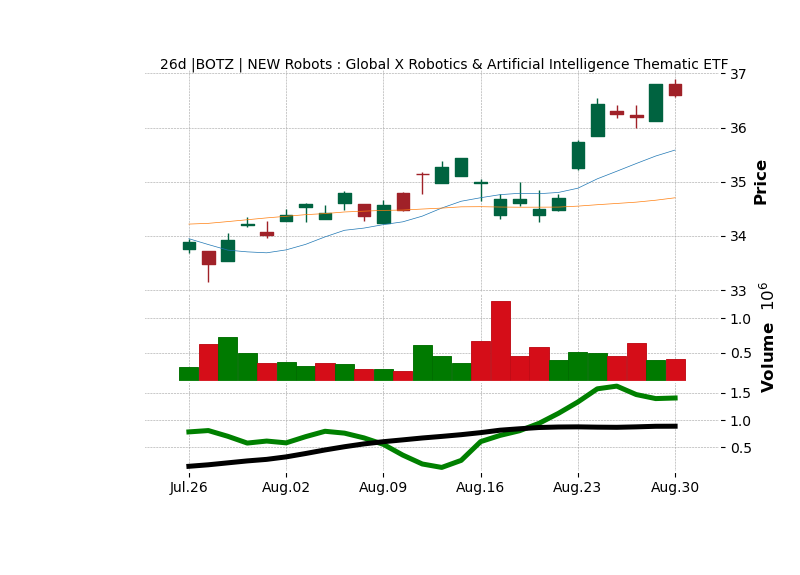 26d |BOTZ | NEW Robots : Global X Robotics & Artificial Intelligence Thematic ETF
37
36
35
34
33
Price
10^6
1.0
0.5
Volume
1.5
1.0
0.5
Jul.26 Aug.02 Aug.09 Aug.16 Aug.23 Aug.30